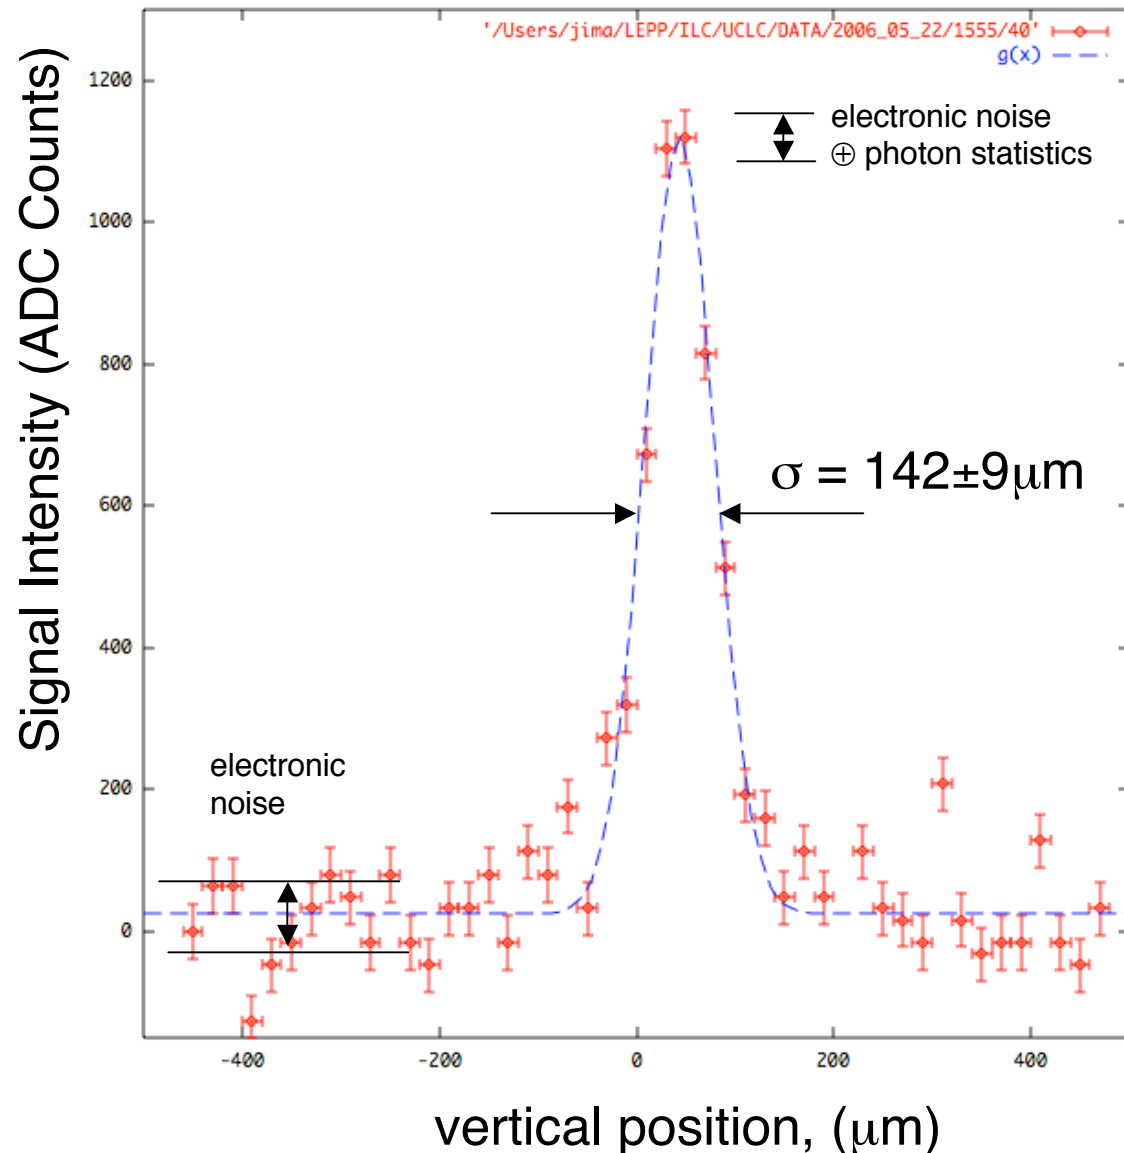 '/Users/jima/LEPP/ILC/UCLC/DATA/2006_05_22/1555/40'
g(x)
Signal Intensity (ADC Counts)
1200
1000
800
600
400
200
0
electronic noise
⊕ photon statistics
σ = 142±9μm
electronic
noise
-400
-200
0
200
400
vertical position, (μm)